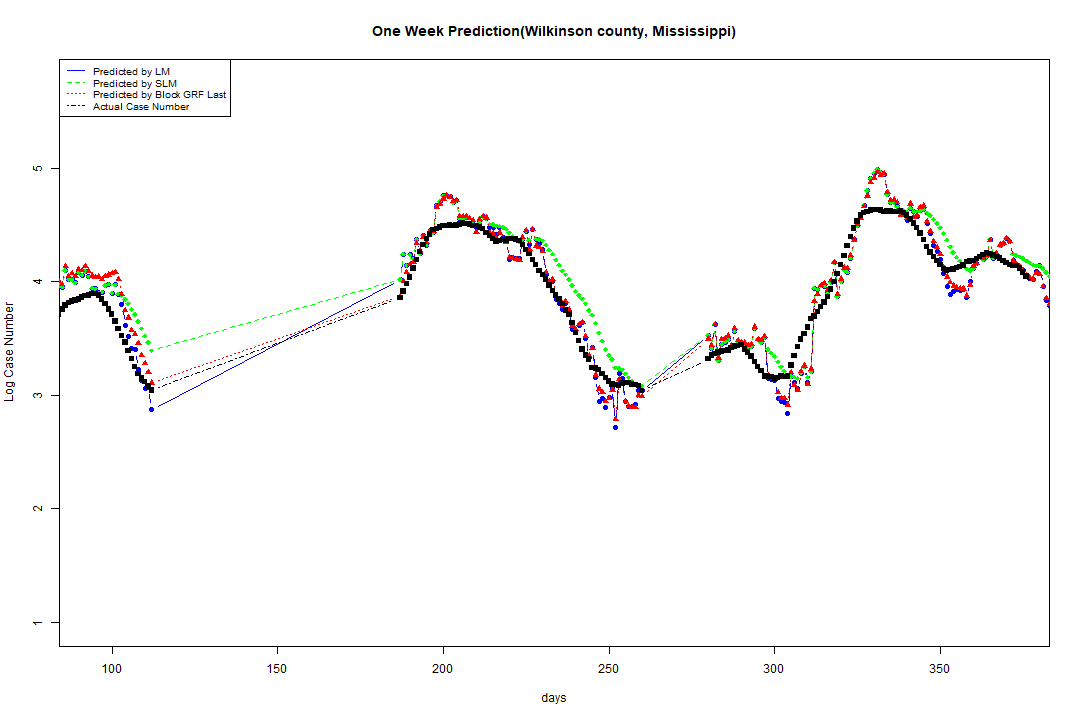 One Week Prediction(Wilkinson county, Mississippi)
Predicted by LM
Predicted by SLM
Predicted by Block GRF Last
Actual Case Number
Log Case Number
5
4
3
2
1
100 150 200 250 300 350
days